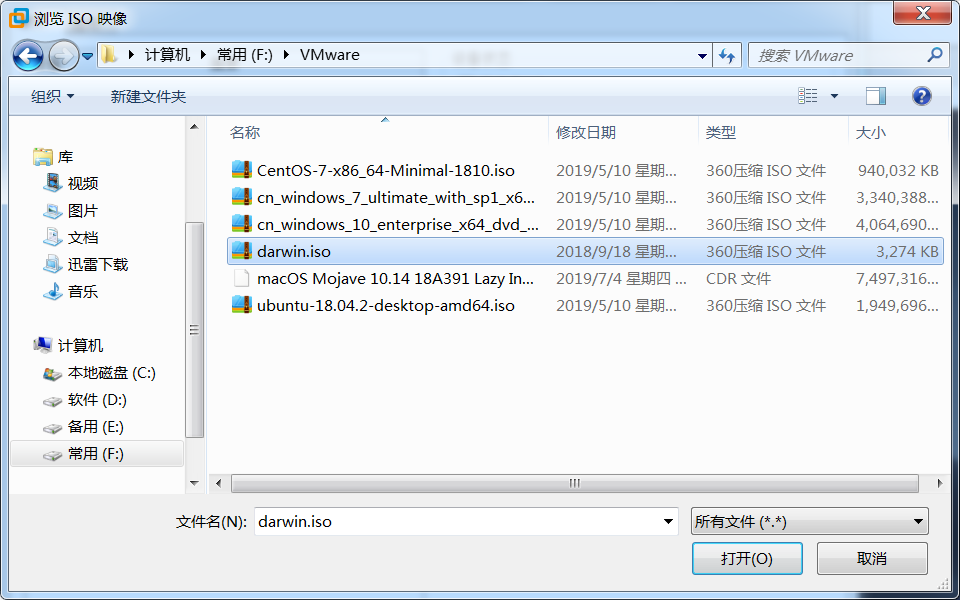 浏览 ISO 映像
计算机 常用 (F:) VMware
搜索 VMware
组织 新建文件夹
名称 修改日期 类型 大小
CentOS-7-x86_64-Minimal-1810.iso 2019/5/10 星期... 360压缩 ISO 文件 940,032 KB
cn_windows_7_ultimate_with_sp1_x6... 2019/5/10 星期... 360压缩 ISO 文件 3,340,388...
cn_windows_10_enterprise_x64_dvd_... 2019/5/10 星期... 360压缩 ISO 文件 4,064,690...
darwin.iso 2018/9/18 星期... 360压缩 ISO 文件 3,274 KB
macOS Mojave 10.14 18A391 Lazy In... 2019/7/4 星期四 ... CDR 文件 7,497,316...
ubuntu-18.04.2-desktop-amd64.iso 2019/5/10 星期... 360压缩 ISO 文件 1,949,696...
库
视频
图片
文档
迅雷下载
音乐
计算机
本地磁盘 (C:)
软件 (D:)
备用 (E:)
常用 (F:)
文件名(N): darwin.iso 所有文件 (*.*)
打开(O) 取消